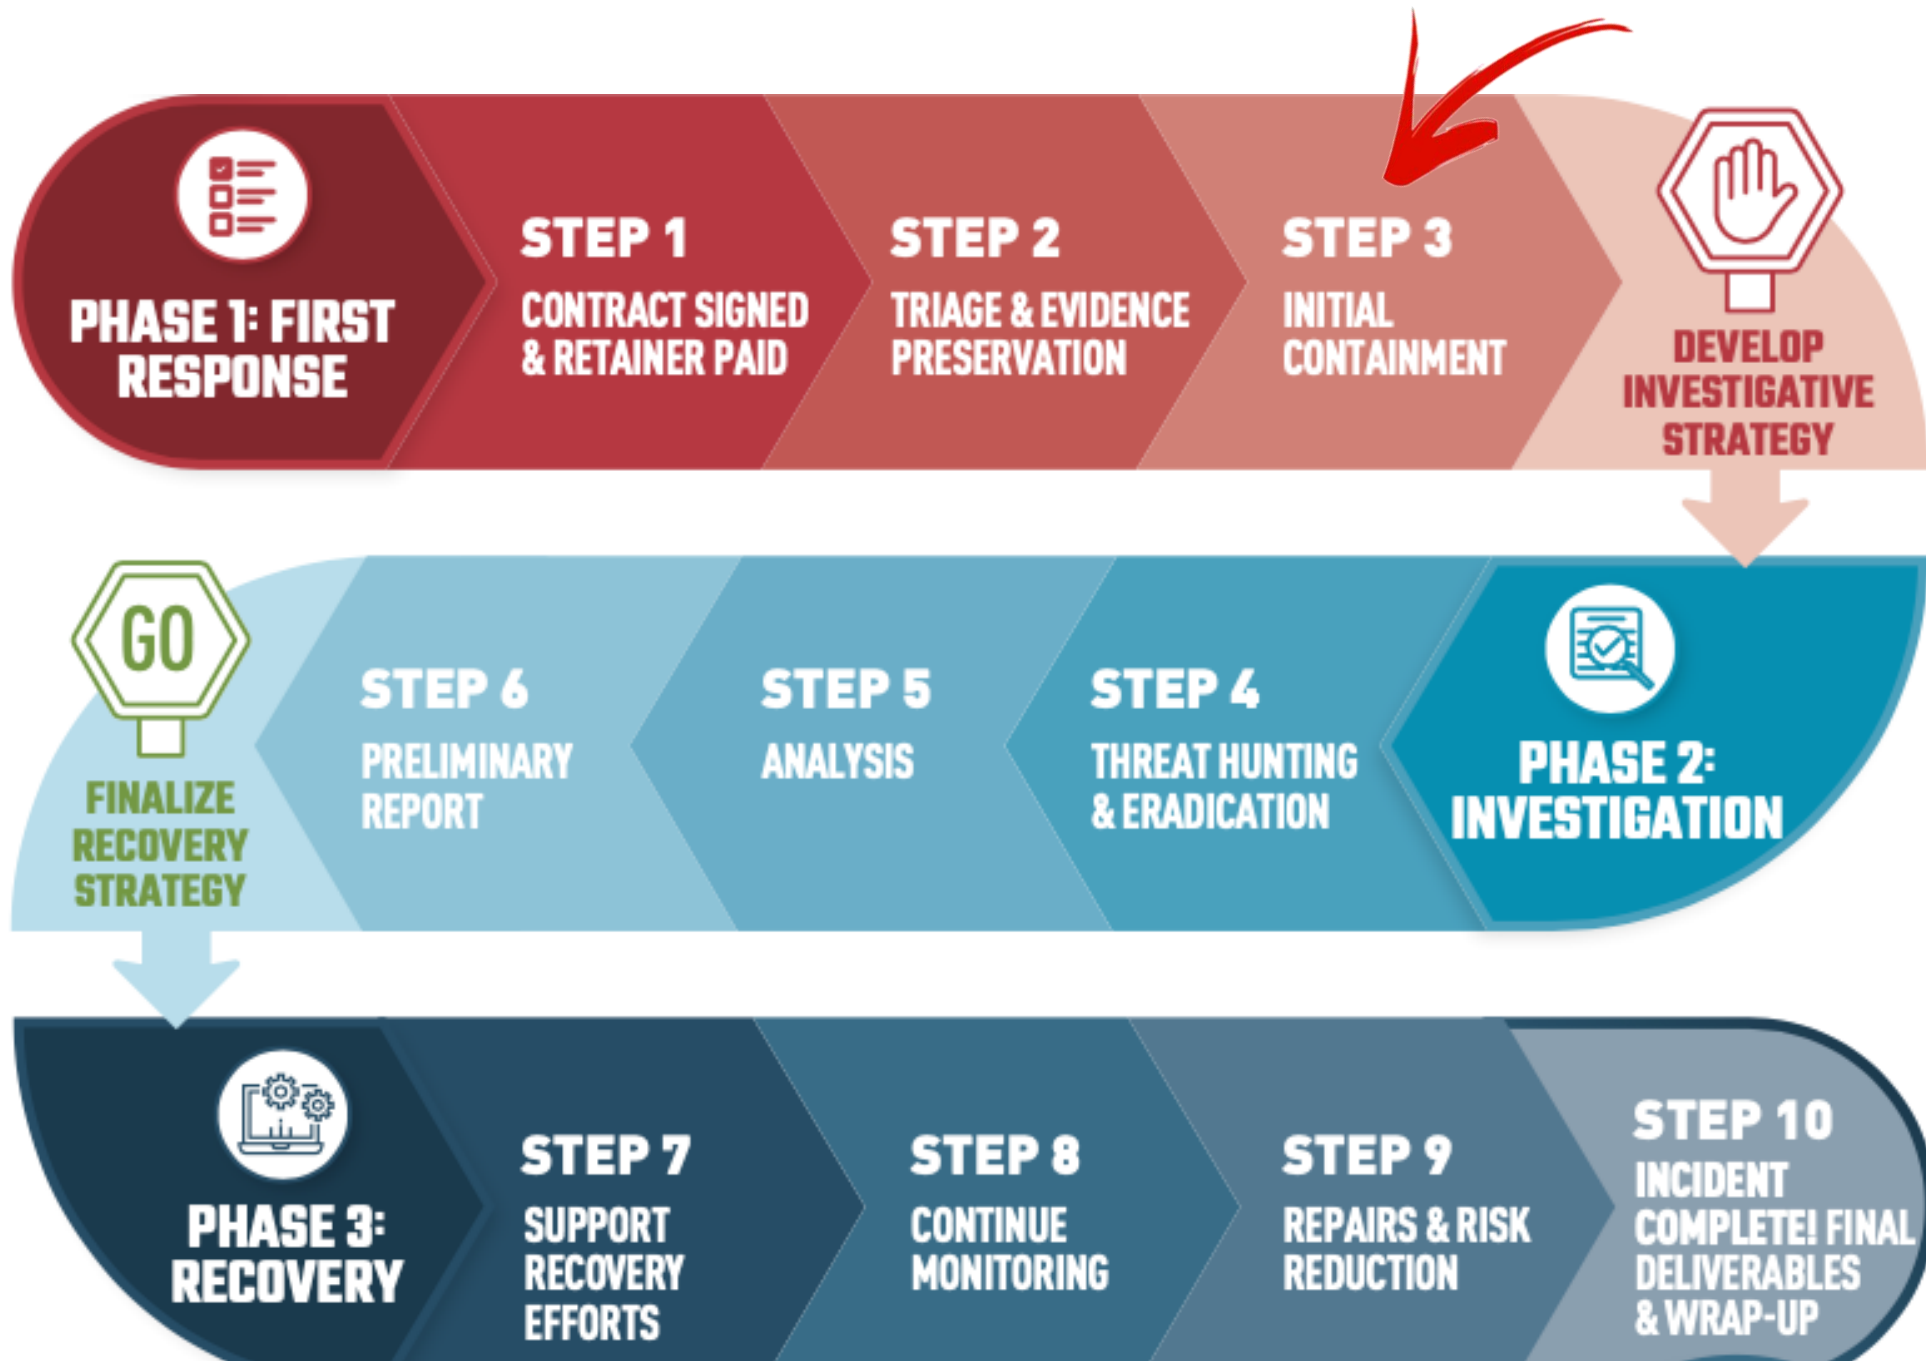 PHASE 1: FIRST
RESPONSE
STEP 1
CONTRACT SIGNED
& RETAINER PAID
STEP 2
TRIAGE & EVIDENCE
PRESERVATION
STEP 3
INITIAL
CONTAINMENT
DEVELOP
INVESTIGATIVE
STRATEGY
PHASE 2:
INVESTIGATION
STEP 4
THREAT HUNTING
& ERADICATION
STEP 5
ANALYSIS
STEP 6
PRELIMINARY
REPORT
GO
FINALIZE
RECOVERY
STRATEGY
PHASE 3:
RECOVERY
STEP 7
SUPPORT
RECOVERY
EFFORTS
STEP 8
CONTINUE
MONITORING
STEP 9
REPAIRS & RISK
REDUCTION
STEP 10
INCIDENT
COMPLETE! FINAL
DELIVERABLES
& WRAP-UP